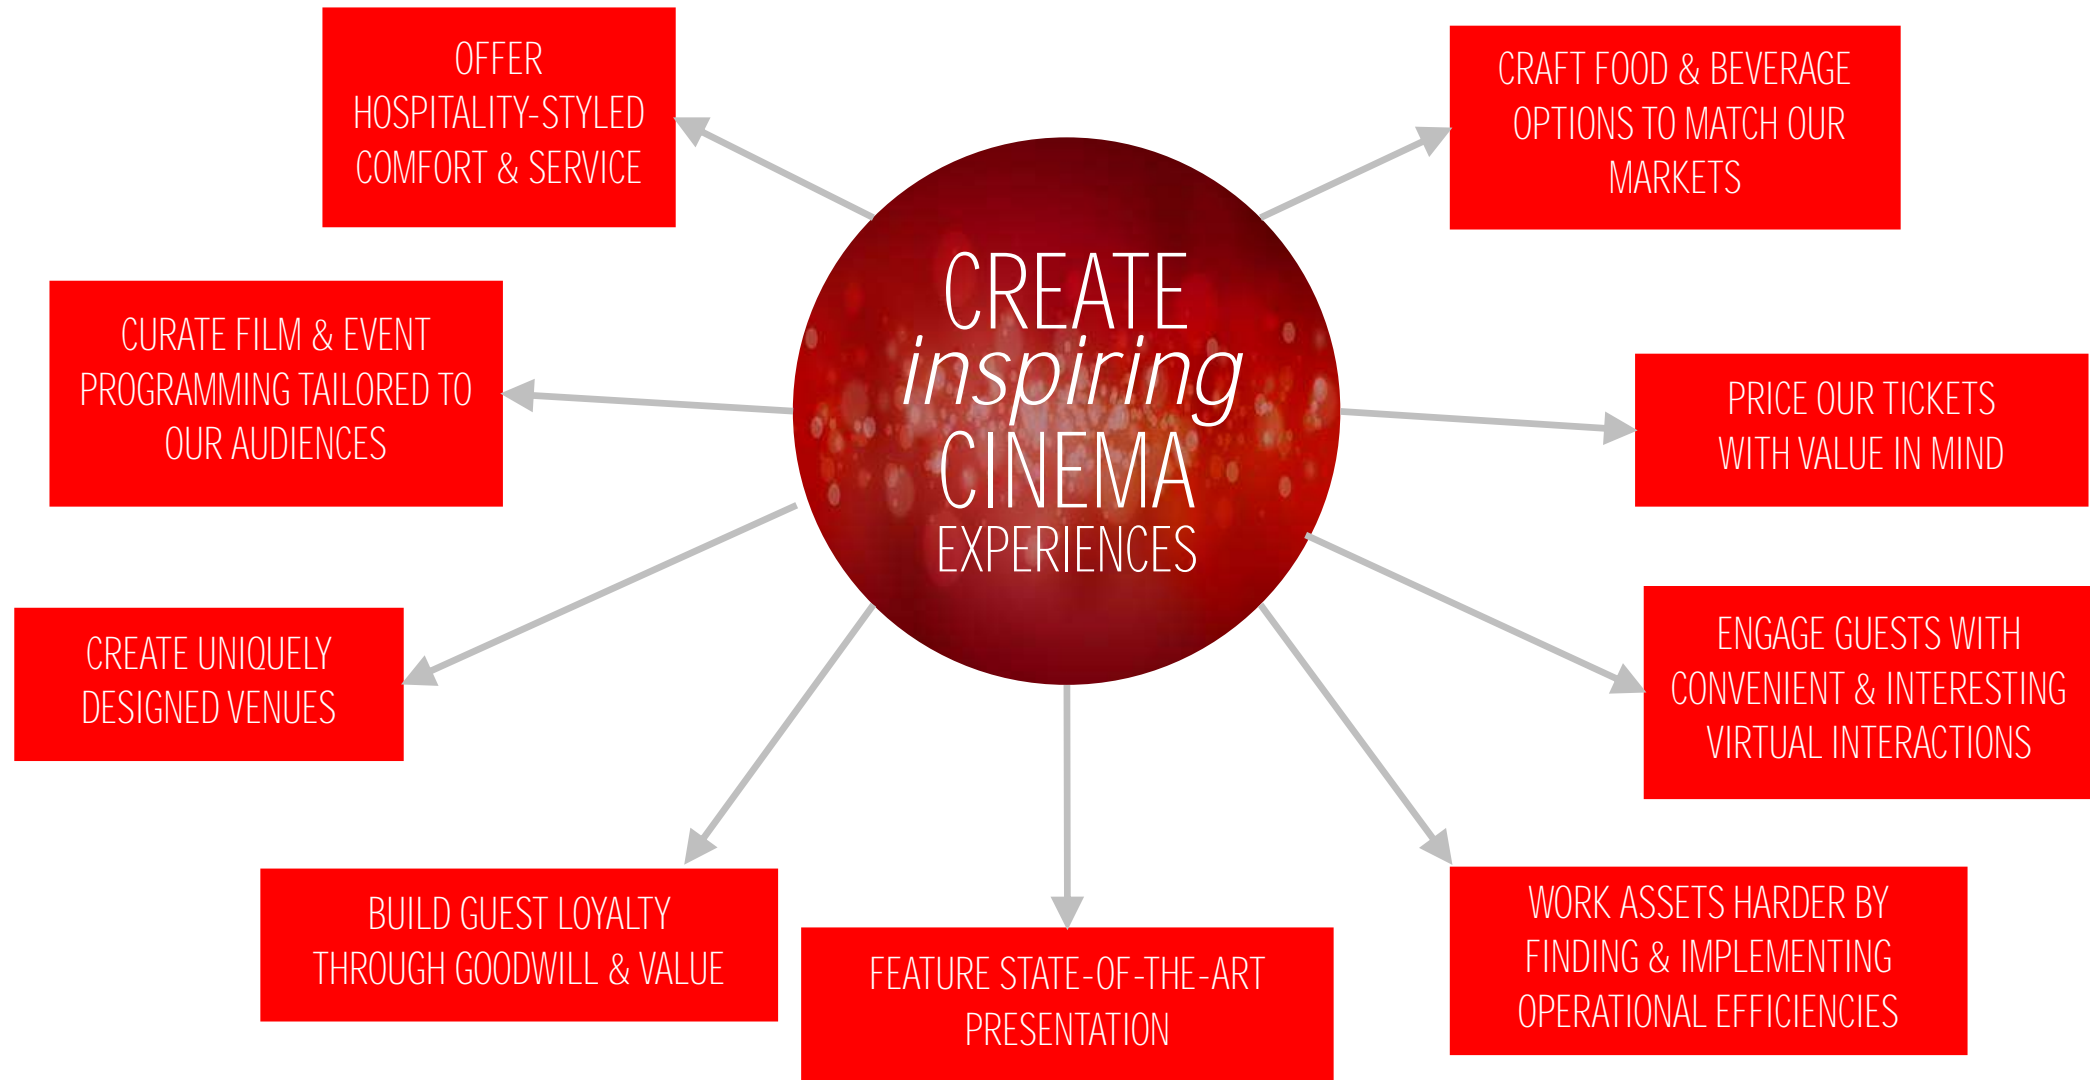 OFFER
HOSPITALITY-STYLED
COMFORT & SERVICE
CRAFT FOOD & BEVERAGE
OPTIONS TO MATCH OUR
MARKETS
CREATE
inspiring
CINEMA
EXPERIENCES
CURATE FILM & EVENT
PROGRAMMING TAILORED TO
OUR AUDIENCES
PRICE OUR TICKETS
WITH VALUE IN MIND
CREATE UNIQUELY
DESIGNED VENUES
ENGAGE GUESTS WITH
CONVENIENT & INTERESTING
VIRTUAL INTERACTIONS
BUILD GUEST LOYALTY
THROUGH GOODWILL & VALUE
FEATURE STATE-OF-THE-ART
PRESENTATION
WORK ASSETS HARDER BY
FINDING & IMPLEMENTING
OPERATIONAL EFFICIENCIES